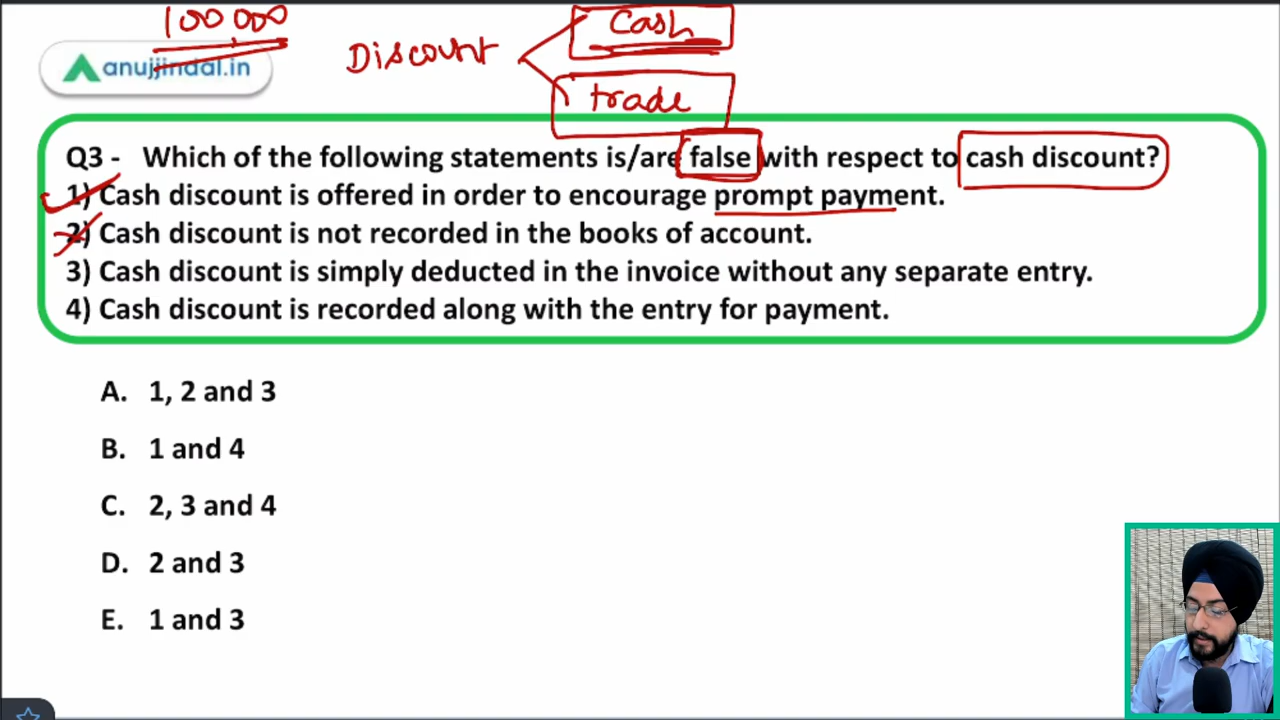 100,000
Discount
Cash
trade
anujjindal.in
Q3 - Which of the following statements is/are false with respect to cash discount?
1) Cash discount is offered in order to encourage prompt payment.
2) Cash discount is not recorded in the books of account.
3) Cash discount is simply deducted in the invoice without any separate entry.
4) Cash discount is recorded along with the entry for payment.
A. 1, 2 and 3
B. 1 and 4
C. 2, 3 and 4
D. 2 and 3
E. 1 and 3